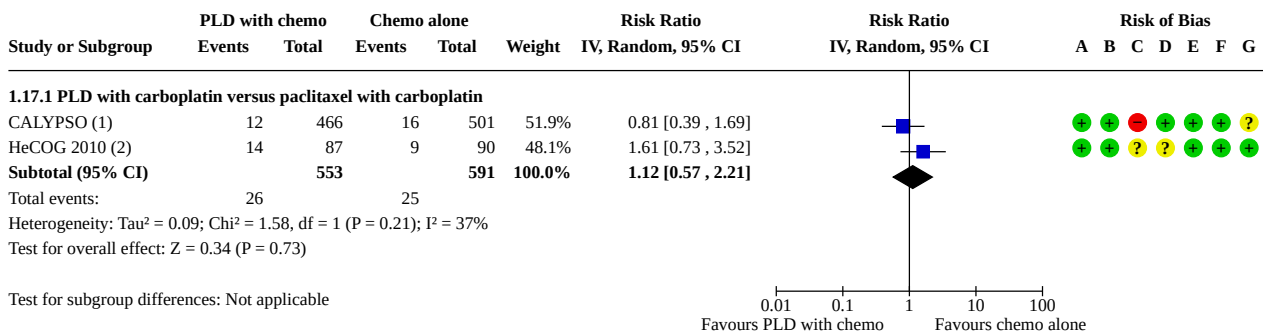 PLD with chemo Chemo alone Risk Ratio Risk Ratio Risk of Bias
Study or Subgroup Events Total Events Total Weight IV, Random, 95% CI IV, Random, 95% CI A B C D E F G
1.17.1 PLD with carboplatin versus paclitaxel with carboplatin
CALYPSO (1) 12 466 16 501 51.9% 0.81 [0.39 , 1.69] + + − + + + ?
HeCOG 2010 (2) 14 87 9 90 48.1% 1.61 [0.73 , 3.52] + + ? ? + + +
Subtotal (95% CI) 553 591 100.0% 1.12 [0.57 , 2.21]
Total events: 26 25
Heterogeneity: Tau² = 0.09; Chi² = 1.58, df = 1 (P = 0.21); I² = 37%
Test for overall effect: Z = 0.34 (P = 0.73)
Test for subgroup differences: Not applicable
0.01 0.1 1 10 100
Favours PLD with chemo Favours chemo alone